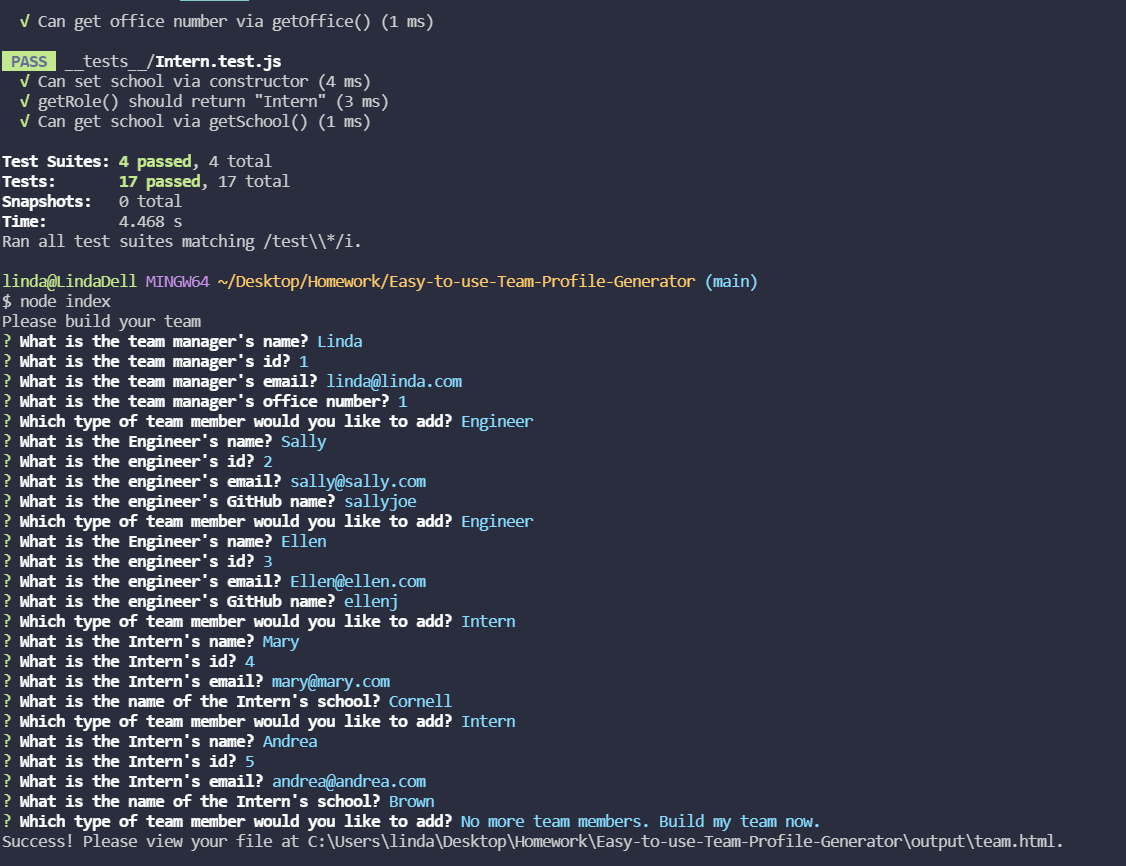 √ Can get office number via getOffice() (1 ms)
PASS __tests__/Intern.test.js
√ Can set school via constructor (4 ms)
√ getRole() should return "Intern" (3 ms)
√ Can get school via getSchool() (1 ms)
Test Suites: 4 passed, 4 total
Tests: 17 passed, 17 total
Snapshots: 0 total
Time: 4.468 s
Ran all test suites matching /test\\*/i.
linda@LindaDell MINGW64 ~/Desktop/Homework/Easy-to-use-Team-Profile-Generator (main)
$ node index
Please build your team
? What is the team manager's name? Linda
? What is the team manager's id? 1
? What is the team manager's email? linda@linda.com
? What is the team manager's office number? 1
? Which type of team member would you like to add? Engineer
? What is the Engineer's name? Sally
? What is the engineer's id? 2
? What is the engineer's email? sally@sally.com
? What is the engineer's GitHub name? sallyjoe
? Which type of team member would you like to add? Engineer
? What is the Engineer's name? Ellen
? What is the engineer's id? 3
? What is the engineer's email? Ellen@ellen.com
? What is the engineer's GitHub name? ellenj
? Which type of team member would you like to add? Intern
? What is the Intern's name? Mary
? What is the Intern's id? 4
? What is the Intern's email? mary@mary.com
? What is the name of the Intern's school? Cornell
? Which type of team member would you like to add? Intern
? What is the Intern's name? Andrea
? What is the Intern's id? 5
? What is the Intern's email? andrea@andrea.com
? What is the name of the Intern's school? Brown
? Which type of team member would you like to add? No more team members. Build my team now.
Success! Please view your file at C:\Users\linda\Desktop\Homework\Easy-to-use-Team-Profile-Generator\output\team.html.